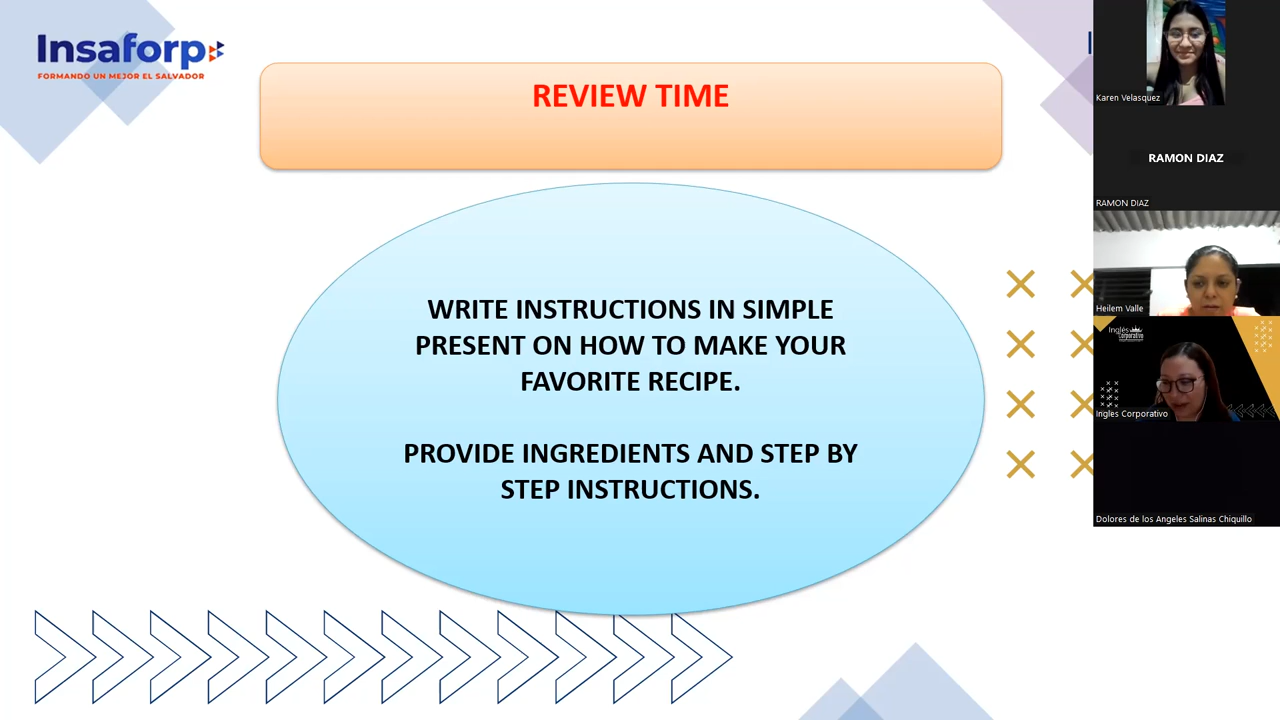 Insaforp
FORMANDO UN MEJOR EL SALVADOR
REVIEW TIME
WRITE INSTRUCTIONS IN SIMPLE
PRESENT ON HOW TO MAKE YOUR
FAVORITE RECIPE.
PROVIDE INGREDIENTS AND STEP BY
STEP INSTRUCTIONS.
Karen Velasquez
RAMON DIAZ
RAMON DIAZ
Heilem Valle
Inglés
Corporativo
Ingles Corporativo
Dolores de los Angeles Salinas Chiquillo